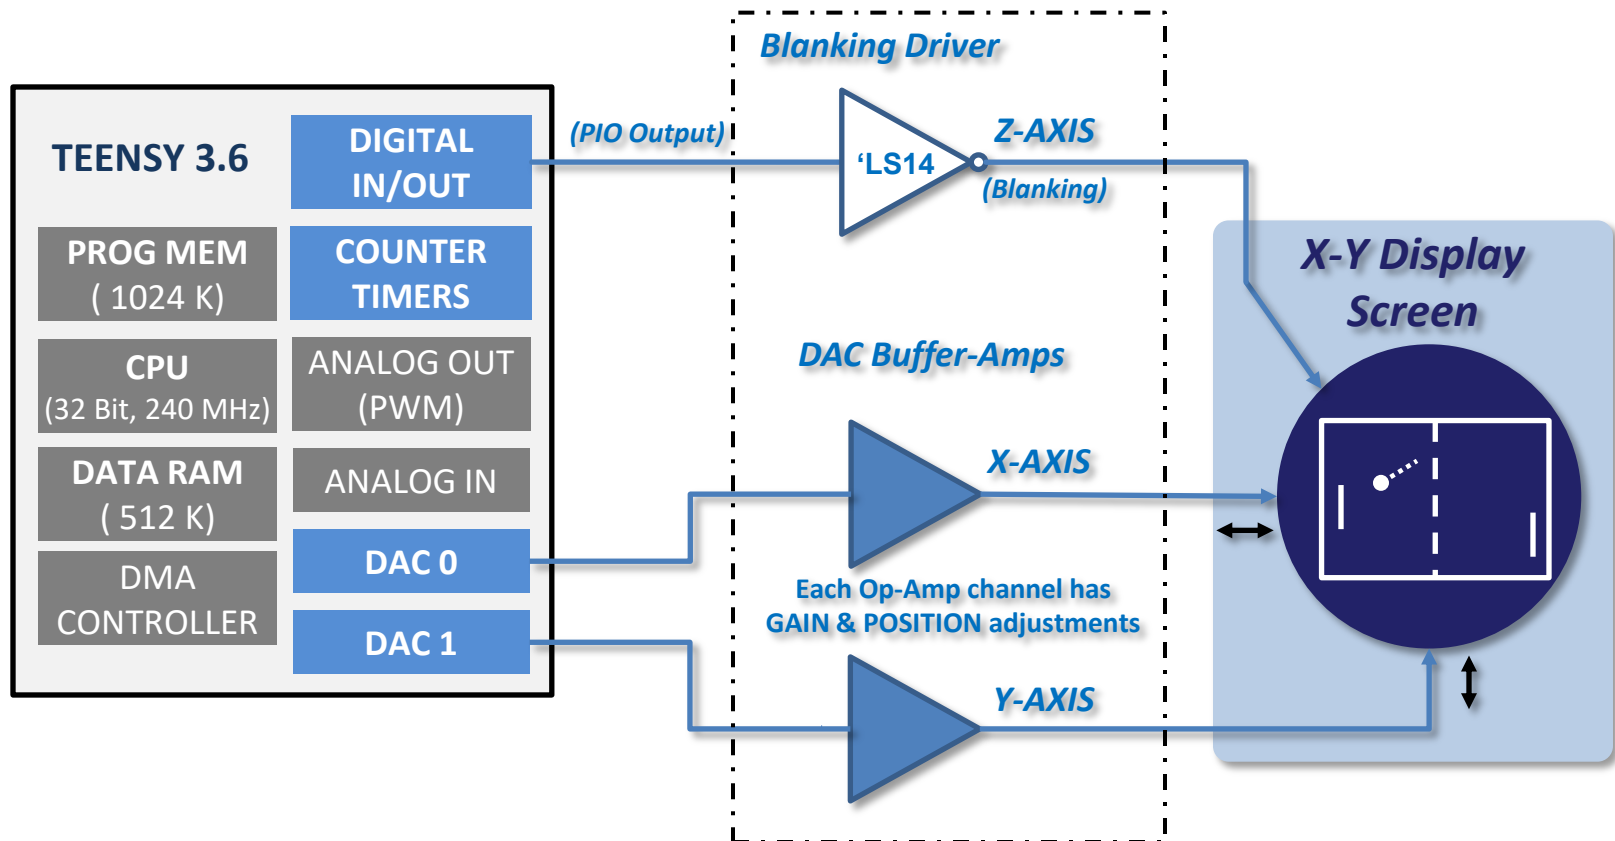 Blanking Driver
TEENSY 3.6
DIGITAL
IN/OUT
(PIO Output)
‘LS14
Z-AXIS
(Blanking)
PROG MEM
( 1024 K)
COUNTER
TIMERS
X-Y Display
Screen
CPU
(32 Bit, 240 MHz)
ANALOG OUT
(PWM)
DAC Buffer-Amps
DATA RAM
( 512 K)
ANALOG IN
X-AXIS
DMA
CONTROLLER
DAC 0
DAC 1
Each Op-Amp channel has
GAIN & POSITION adjustments
Y-AXIS